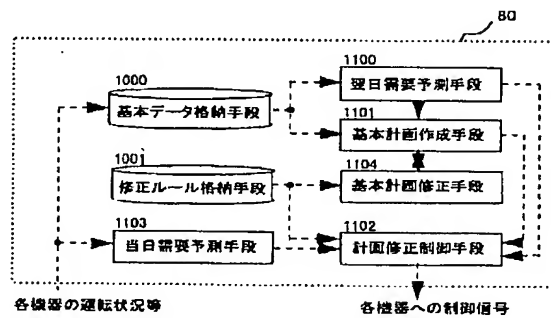 80
1000
基本データ格納手段
1100
翌日需要予測手段
1101
基本計画作成手段
1001
修正ルール格納手段
1104
基本計画修正手段
1103
当日需要予測手段
1102
計画修正制御手段
各機器の運転状況等
各機器への制御信号